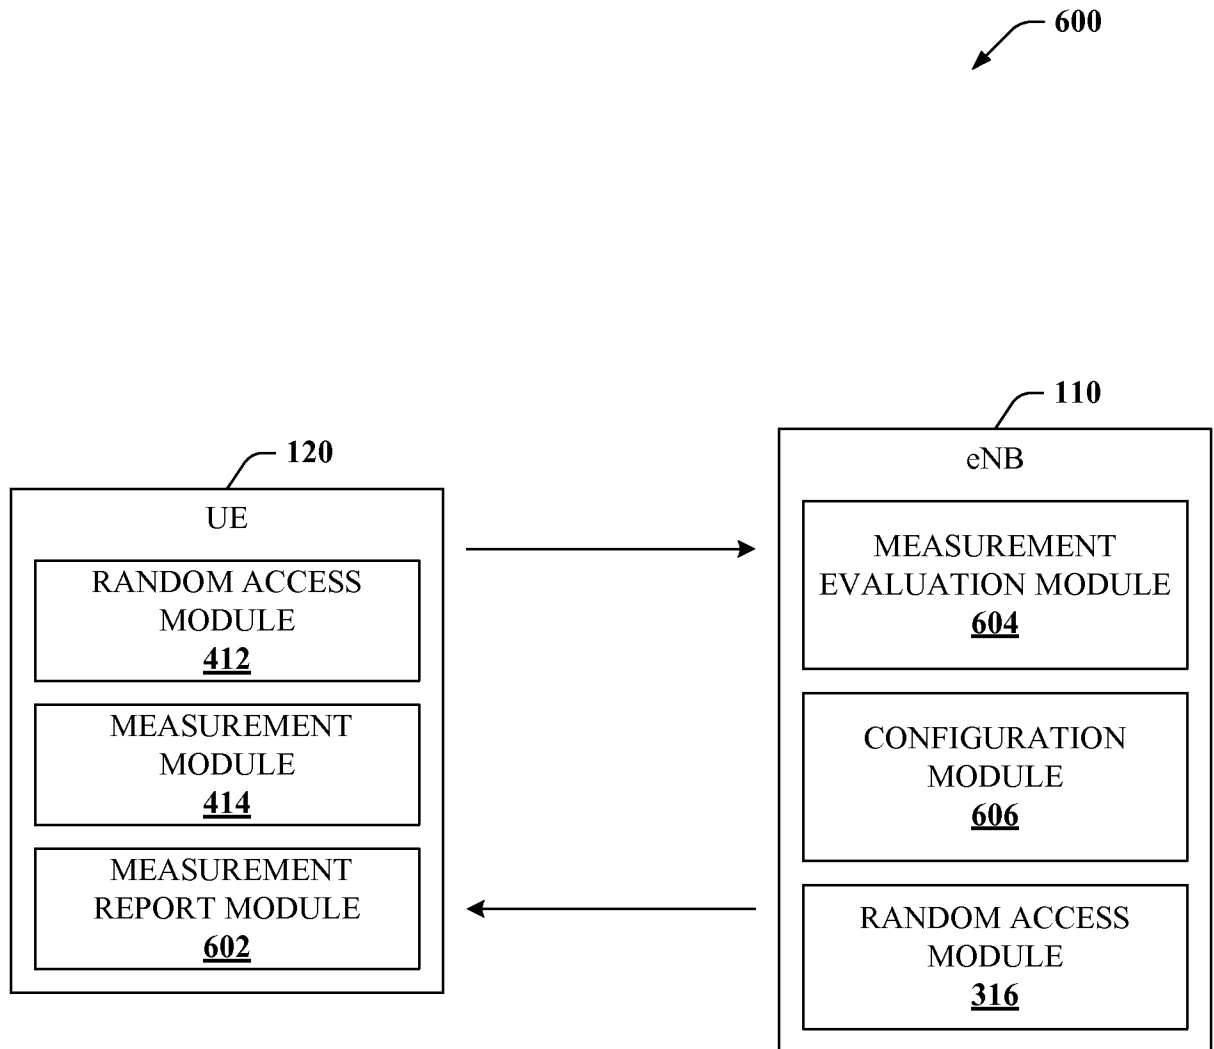 600
120
UE
RANDOM ACCESS
MODULE
412
MEASUREMENT
MODULE
414
MEASUREMENT
REPORT MODULE
602
110
eNB
MEASUREMENT
EVALUATION MODULE
604
CONFIGURATION
MODULE
606
RANDOM ACCESS
MODULE
316